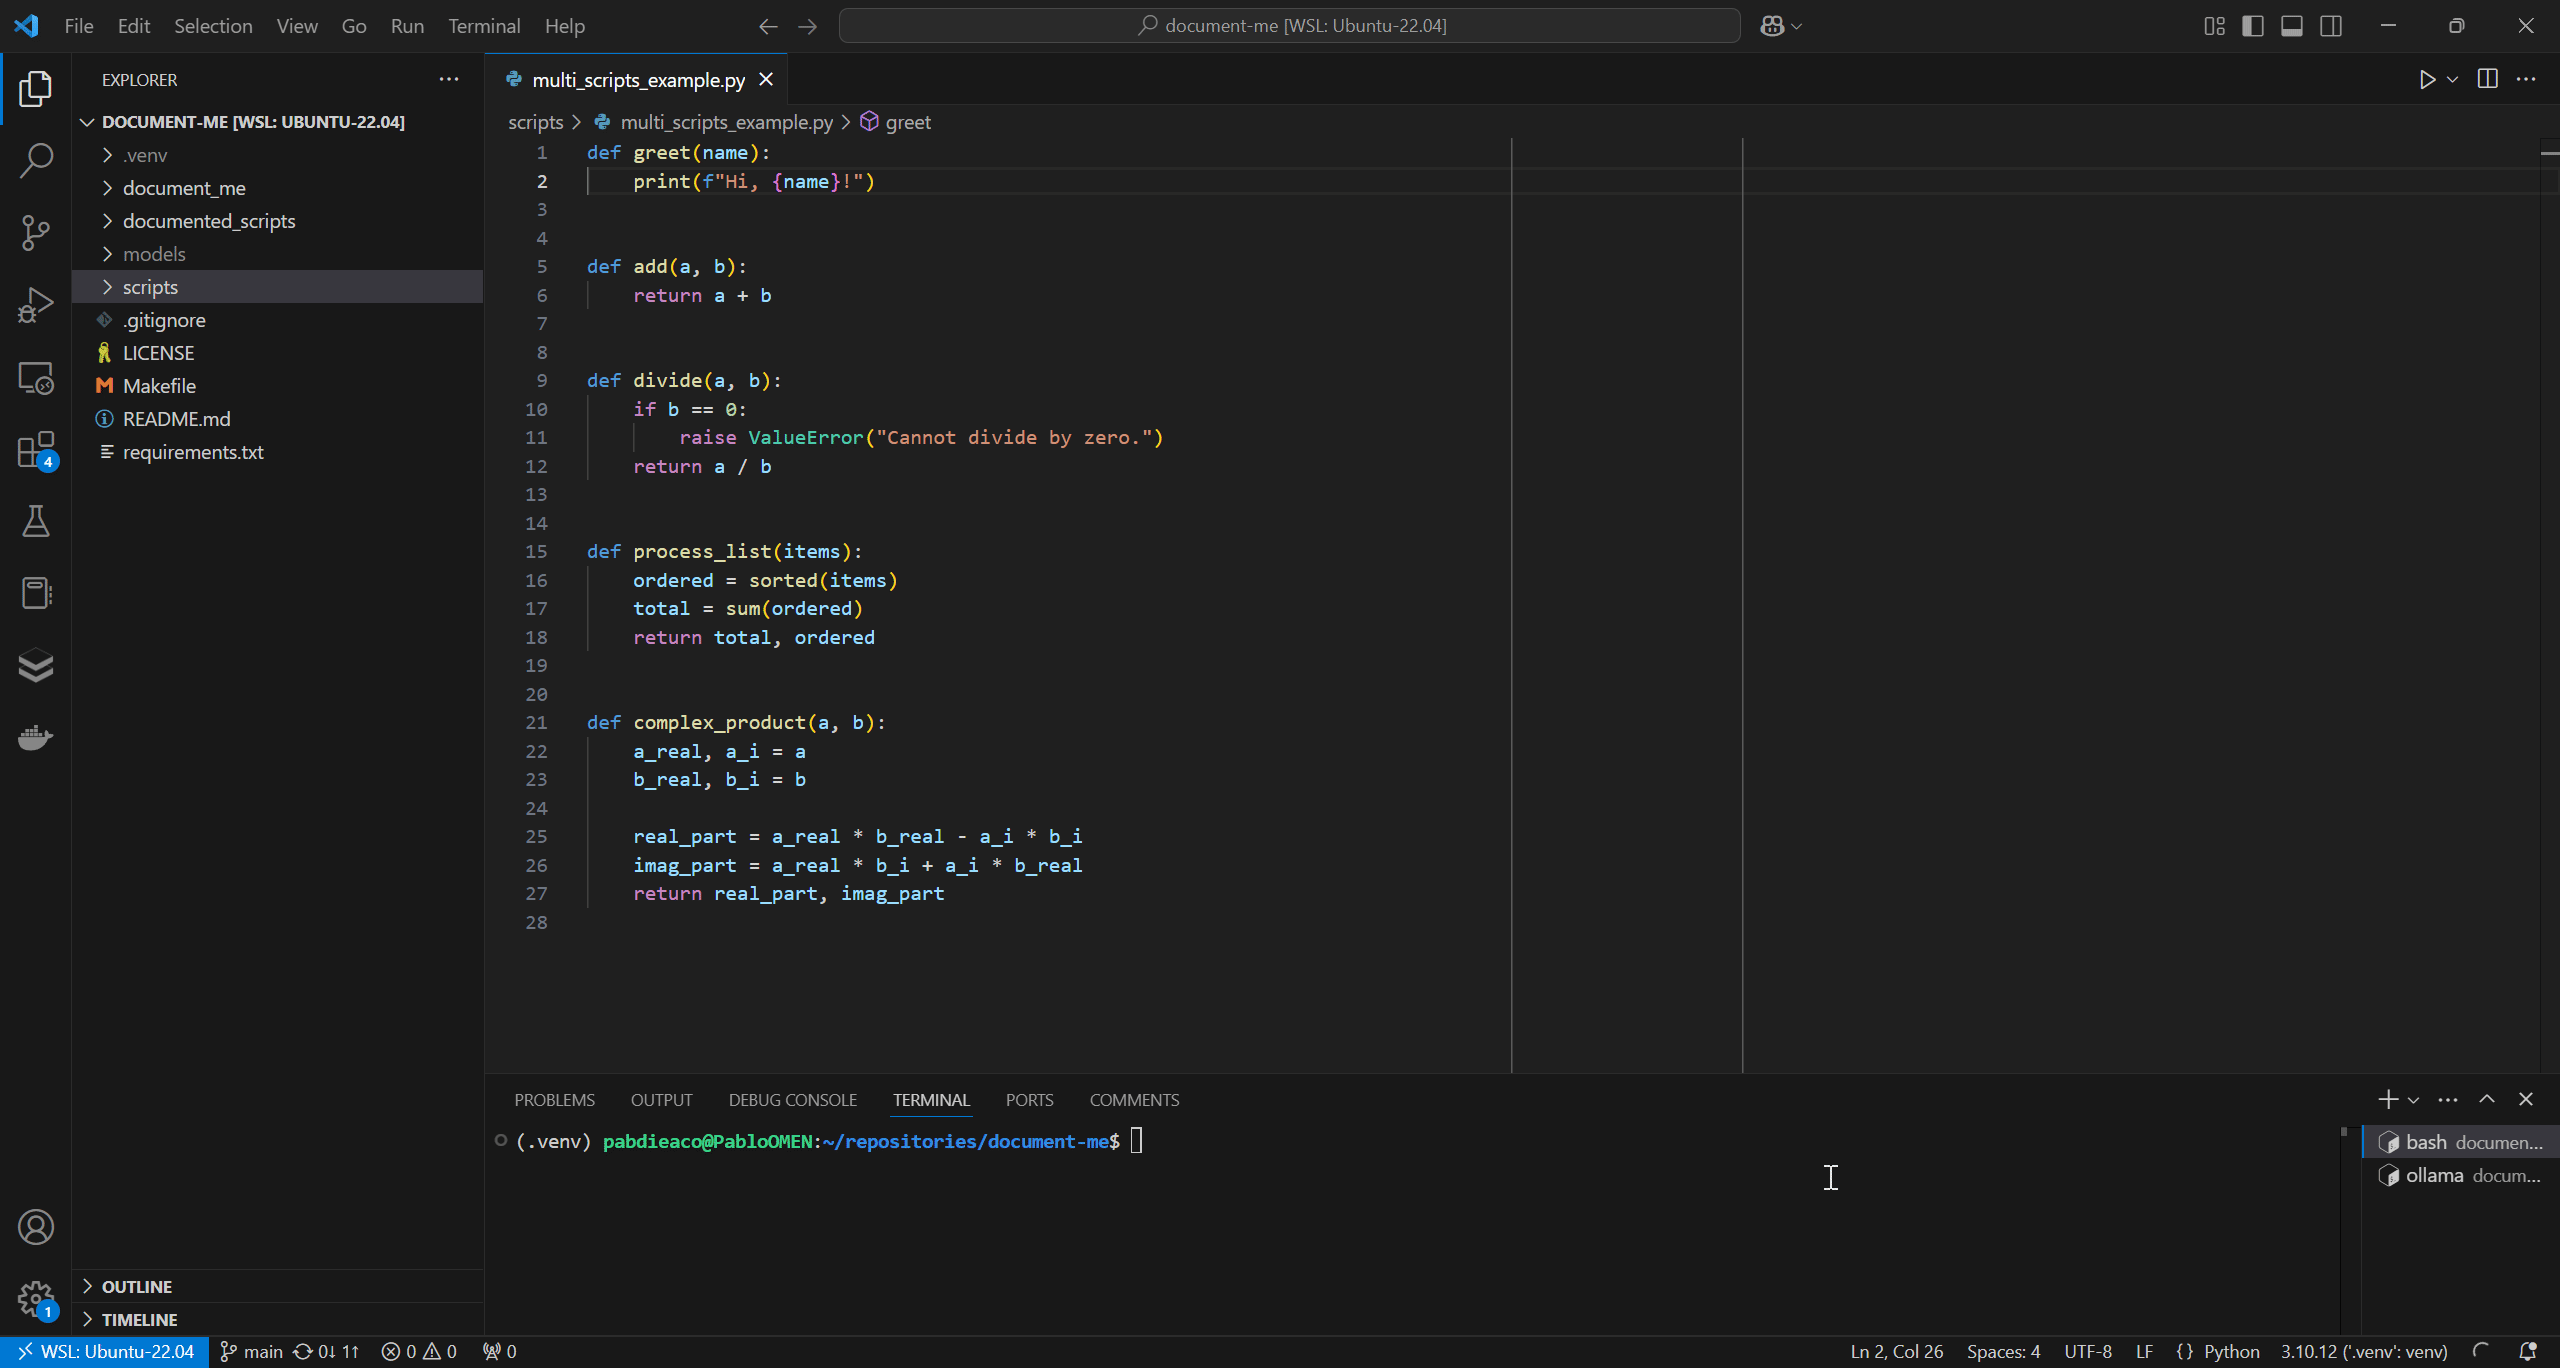 File Edit Selection View Go Run Terminal Help
document-me [WSL: Ubuntu-22.04]
EXPLORER
DOCUMENT-ME [WSL: UBUNTU-22.04]
.venv
document_me
documented_scripts
models
scripts
.gitignore
LICENSE
Makefile
README.md
requirements.txt
4
OUTLINE
TIMELINE
1
multi_scripts_example.py
scripts > multi_scripts_example.py > greet
1 def greet(name):
2     print(f"Hi, {name}!")
3
4
5 def add(a, b):
6     return a + b
7
8
9 def divide(a, b):
10     if b == 0:
11         raise ValueError("Cannot divide by zero.")
12     return a / b
13
14
15 def process_list(items):
16     ordered = sorted(items)
17     total = sum(ordered)
18     return total, ordered
19
20
21 def complex_product(a, b):
22     a_real, a_i = a
23     b_real, b_i = b
24
25     real_part = a_real * b_real - a_i * b_i
26     imag_part = a_real * b_i + a_i * b_real
27     return real_part, imag_part
28
PROBLEMS OUTPUT DEBUG CONSOLE TERMINAL PORTS COMMENTS
(.venv) pabdieaco@PabloOMEN:~/repositories/document-me$
bash documen...
ollama docum...
WSL: Ubuntu-22.04 main 0↓ 1↑ 0 0 0 Ln 2, Col 26 Spaces: 4 UTF-8 LF {} Python 3.10.12 ('.venv': venv)